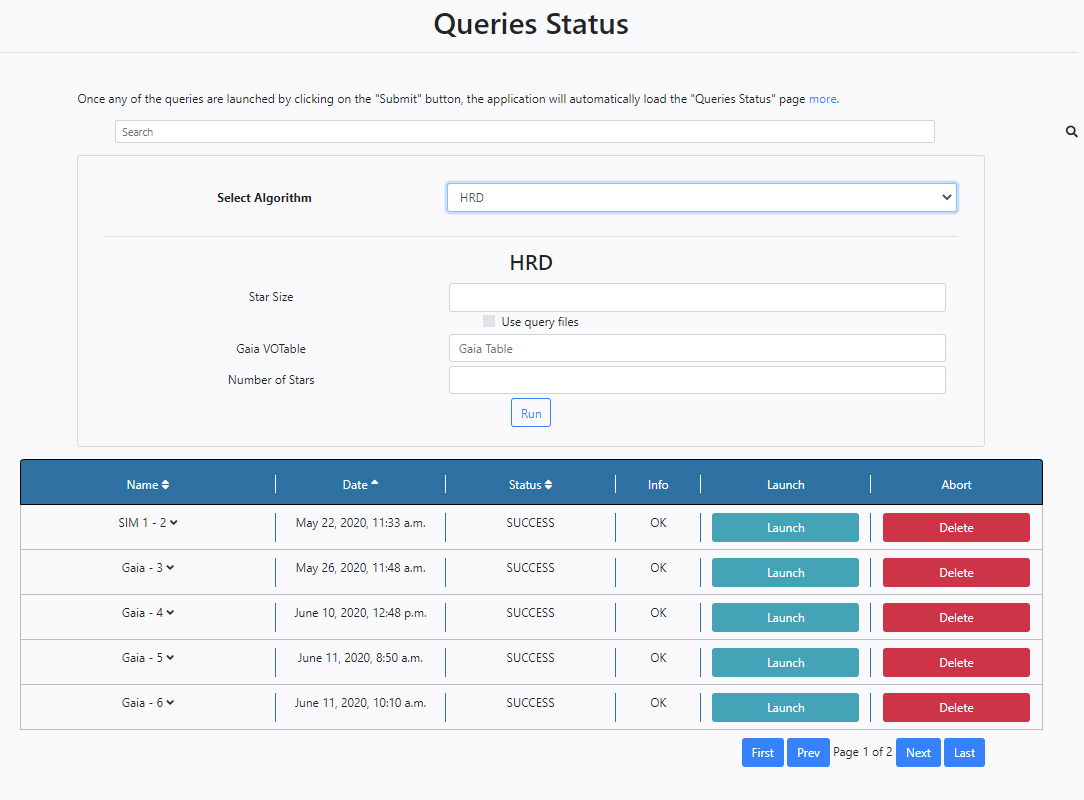 Queries Status
Once any of the queries are launched by clicking on the "Submit" button, the application will automatically load the "Queries Status" page more.
Search
Select Algorithm HRD
HRD
Star Size
Use query files
Gaia VOTable Gaia Table
Number of Stars
Run
Name Date Status Info Launch Abort
SIM 1 - 2 May 22, 2020, 11:33 a.m. SUCCESS OK Launch Delete
Gaia - 3 May 26, 2020, 11:48 a.m. SUCCESS OK Launch Delete
Gaia - 4 June 10, 2020, 12:48 p.m. SUCCESS OK Launch Delete
Gaia - 5 June 11, 2020, 8:50 a.m. SUCCESS OK Launch Delete
Gaia - 6 June 11, 2020, 10:10 a.m. SUCCESS OK Launch Delete
First Prev Page 1 of 2 Next Last